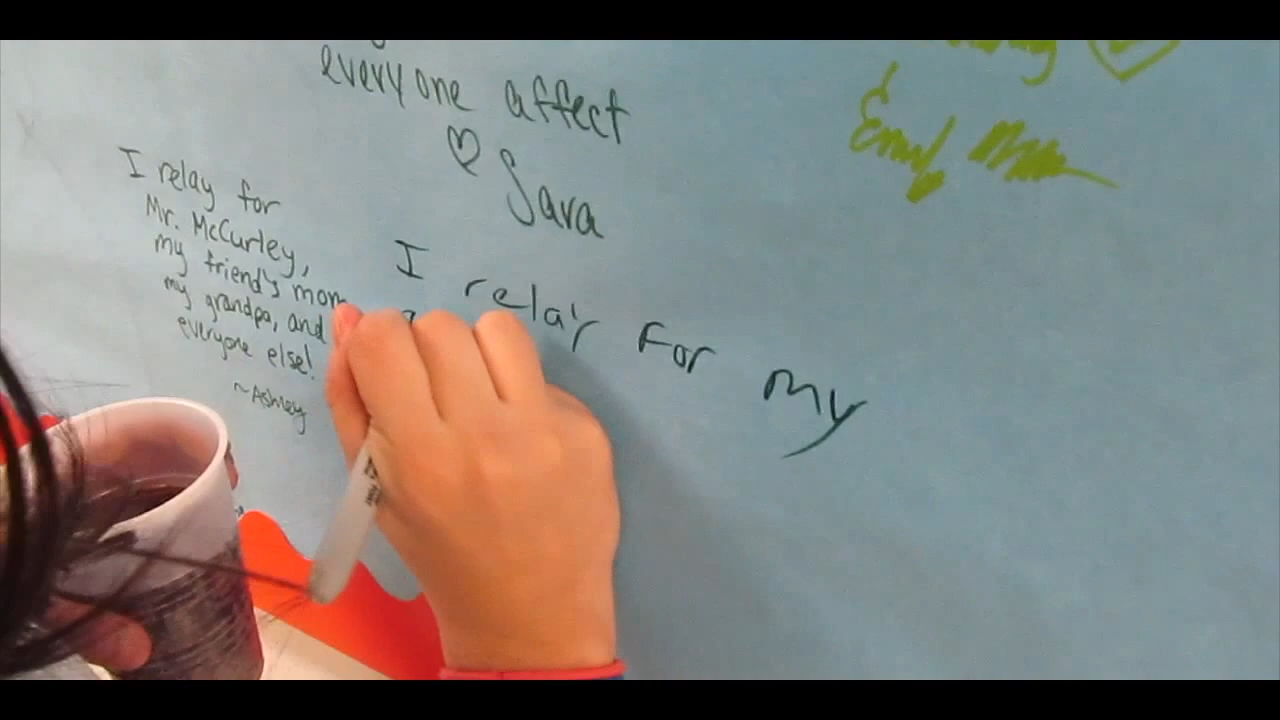 everyone affect
♡ Sara
I relay for
Mr. McCurley,
my friend's mom,
my grandpa, and
everyone else!
~Ashley
I relay For My
Emily